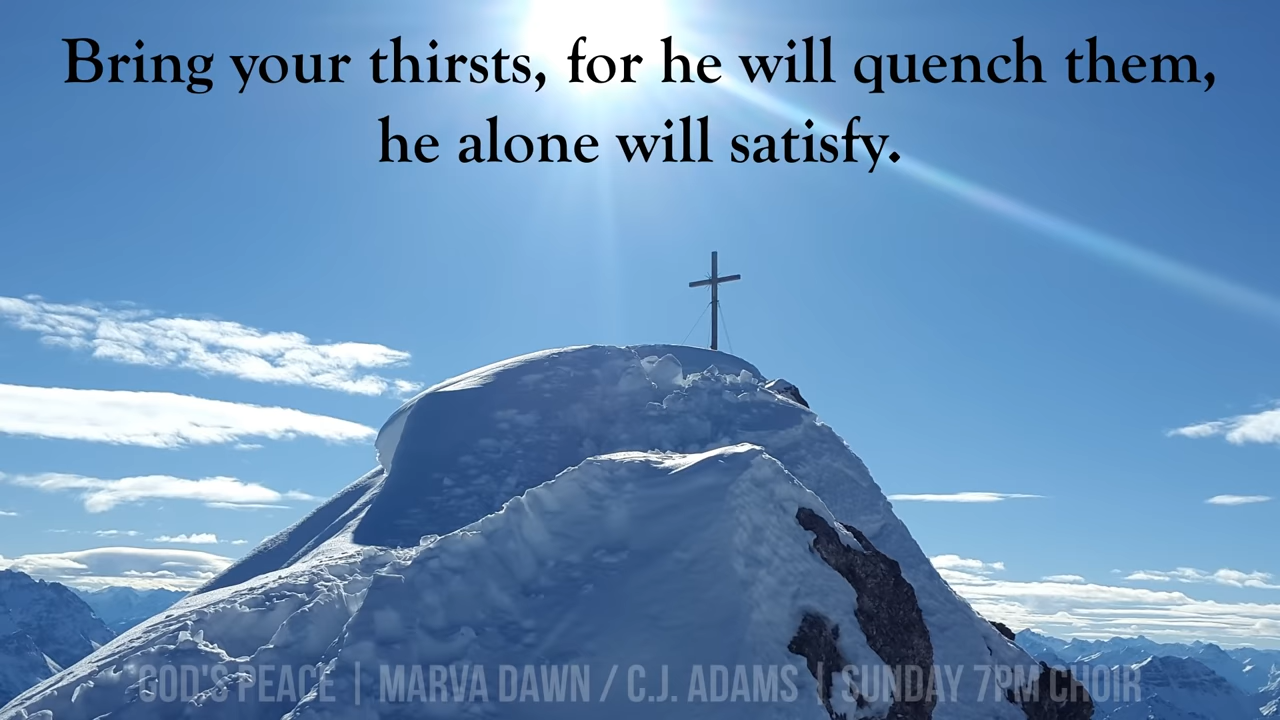 Bring your thirsts, for he will quench them,
he alone will satisfy.
"GOD'S PEACE | MARVA DAWN / C.J. ADAMS | SUNDAY 7PM CHOIR